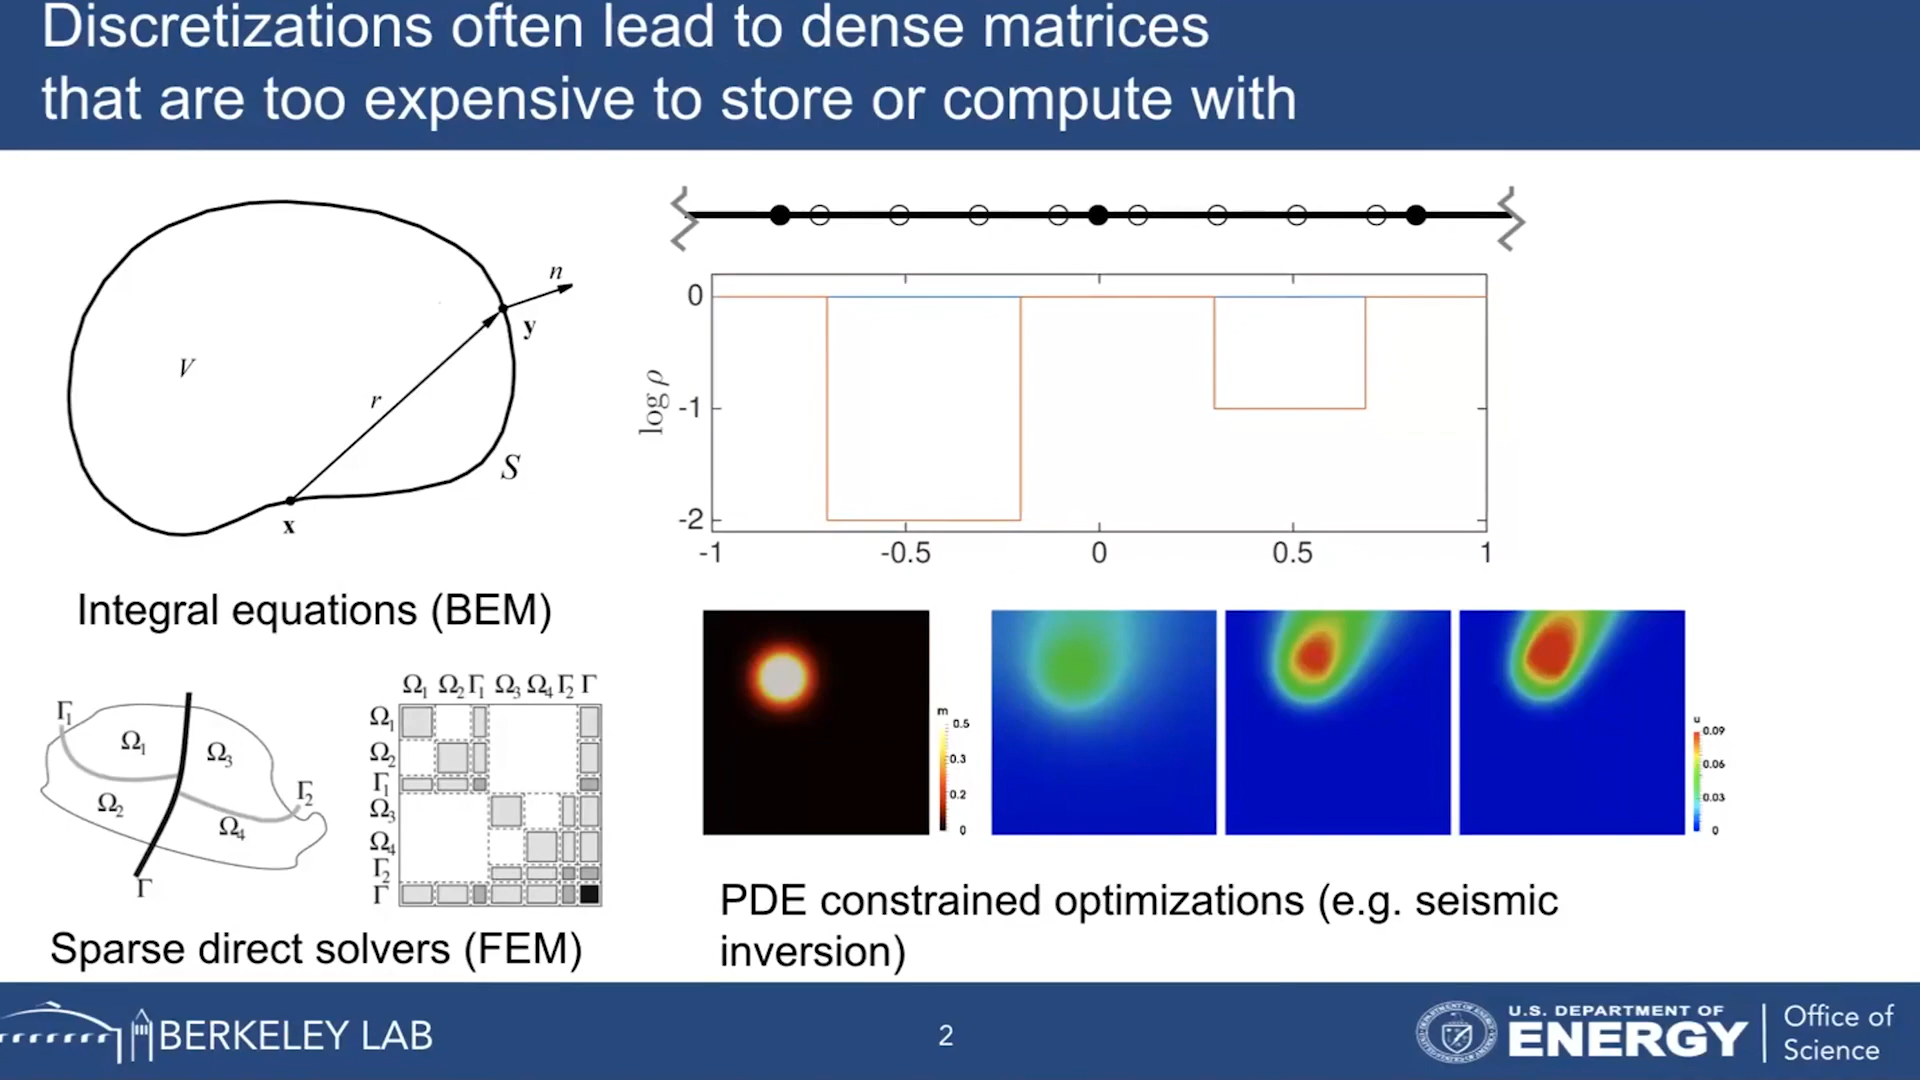 Discretizations often lead to dense matrices
that are too expensive to store or compute with
n
y
V
r
S
x
Integral equations (BEM)
0
-1
-2
log ρ
-1 -0.5 0 0.5 1
m
0.5
0.3
0.2
0
u
0.09
0.06
0.03
0
Γ1
Ω1
Ω3
Ω2
Γ2
Ω4
Γ
Ω1 Ω2 Γ1 Ω3 Ω4 Γ2 Γ
Ω1
Ω2
Γ1
Ω3
Ω4
Γ2
Γ
Sparse direct solvers (FEM)
PDE constrained optimizations (e.g. seismic
inversion)
BERKELEY LAB
2
U.S. DEPARTMENT OF
ENERGY
Office of
Science